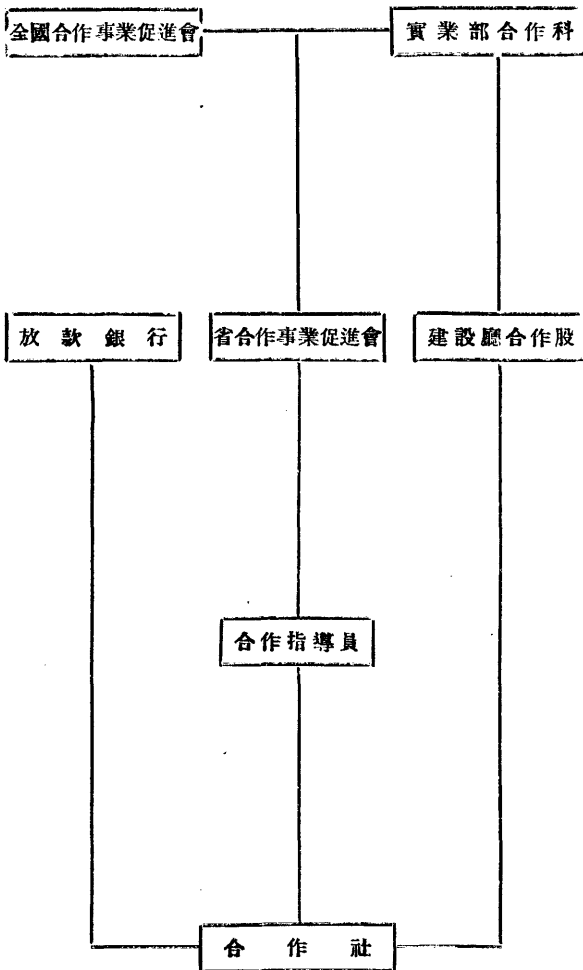 全國合作事業促進會
實業部合作科
放款銀行
省合作事業促進會
建設廳合作股
合作指導員
合作社